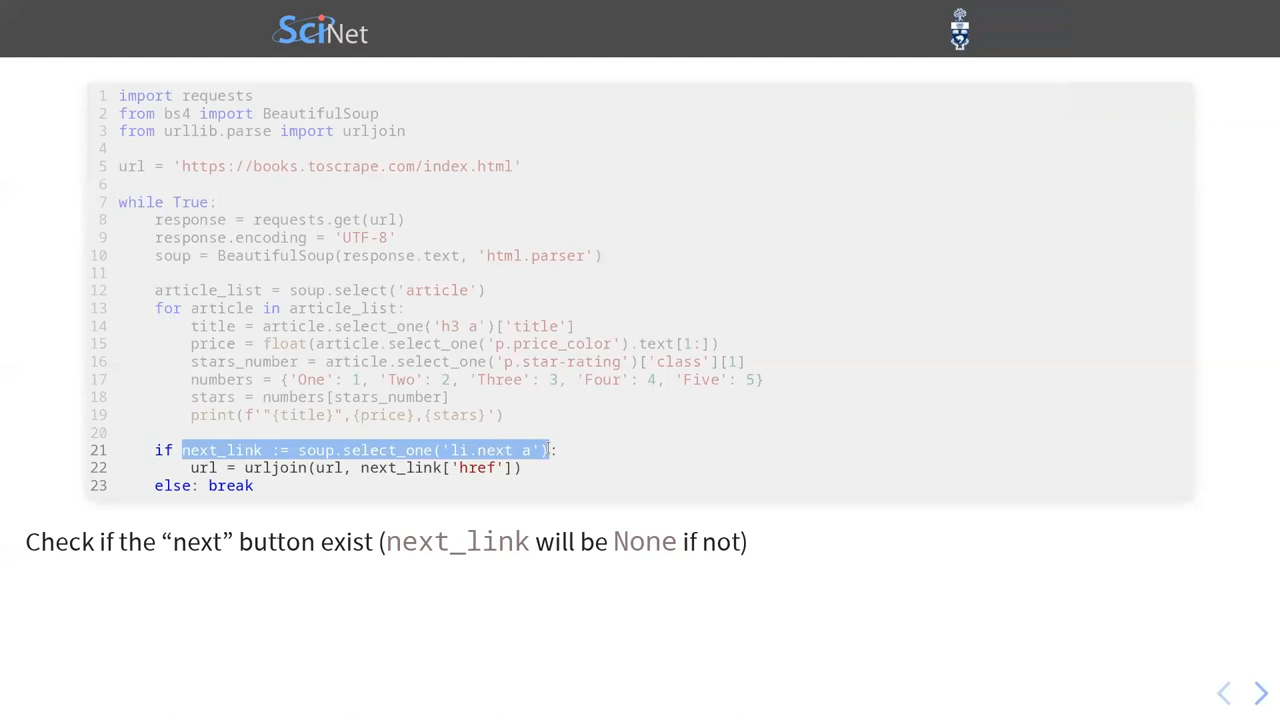 SciNet
1 import requests
2 from bs4 import BeautifulSoup
3 from urllib.parse import urljoin
4
5 url = 'https://books.toscrape.com/index.html'
6
7 while True:
8     response = requests.get(url)
9     response.encoding = 'UTF-8'
10     soup = BeautifulSoup(response.text, 'html.parser')
11
12     article_list = soup.select('article')
13     for article in article_list:
14         title = article.select_one('h3 a')['title']
15         price = float(article.select_one('p.price_color').text[1:])
16         stars_number = article.select_one('p.star-rating')['class'][1]
17         numbers = {'One': 1, 'Two': 2, 'Three': 3, 'Four': 4, 'Five': 5}
18         stars = numbers[stars_number]
19         print(f'"{title}",{price},{stars}')
20
21     if next_link := soup.select_one('li.next a'):
22         url = urljoin(url, next_link['href'])
23     else: break
Check if the “next” button exist (next_link will be None if not)